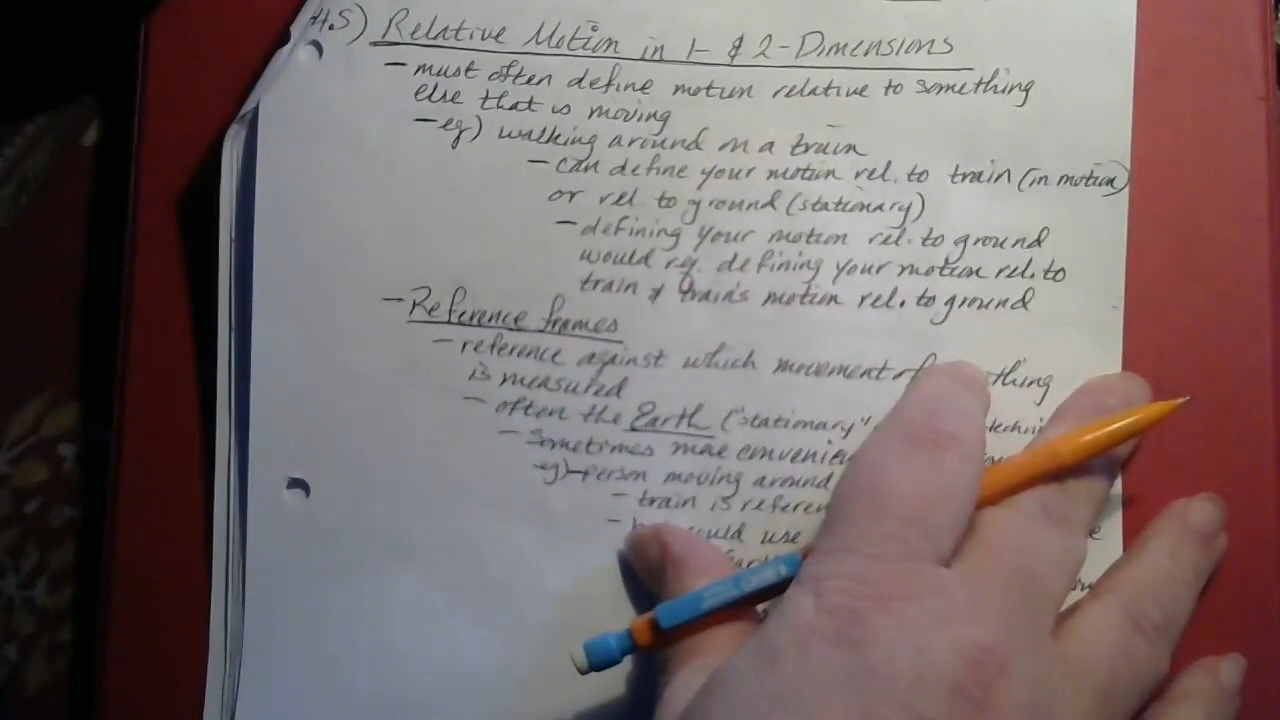 4.5) Relative Motion in 1- & 2-Dimensions
- must often define motion relative to something
else that is moving
- eg) walking around on a train
- can define your motion rel. to train (in motion)
or rel to ground (stationary)
- defining your motion rel. to ground
would rq. defining your motion rel. to
train & train's motion rel. to ground
- Reference frames
- reference against which movement of thing
is measured
- often the Earth ("stationary"
- sometimes more
eg) - person moving around
- train is
- could use